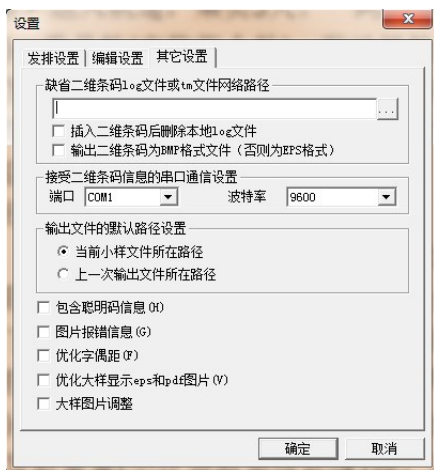 设置
发排设置 编辑设置 其它设置
缺省二维条码log文件或tm文件网络路径
...
插入二维条码后删除本地log文件
输出二维条码为BMP格式文件(否则为EPS格式)
接受二维条码信息的串口通信设置
端口 COM1 波特率 9600
输出文件的默认路径设置
当前小样文件所在路径
上一次输出文件所在路径
包含聪明码信息(H)
图片报错信息(G)
优化字偶距(F)
优化大样显示eps和pdf图片(V)
大样图片调整
确定 取消